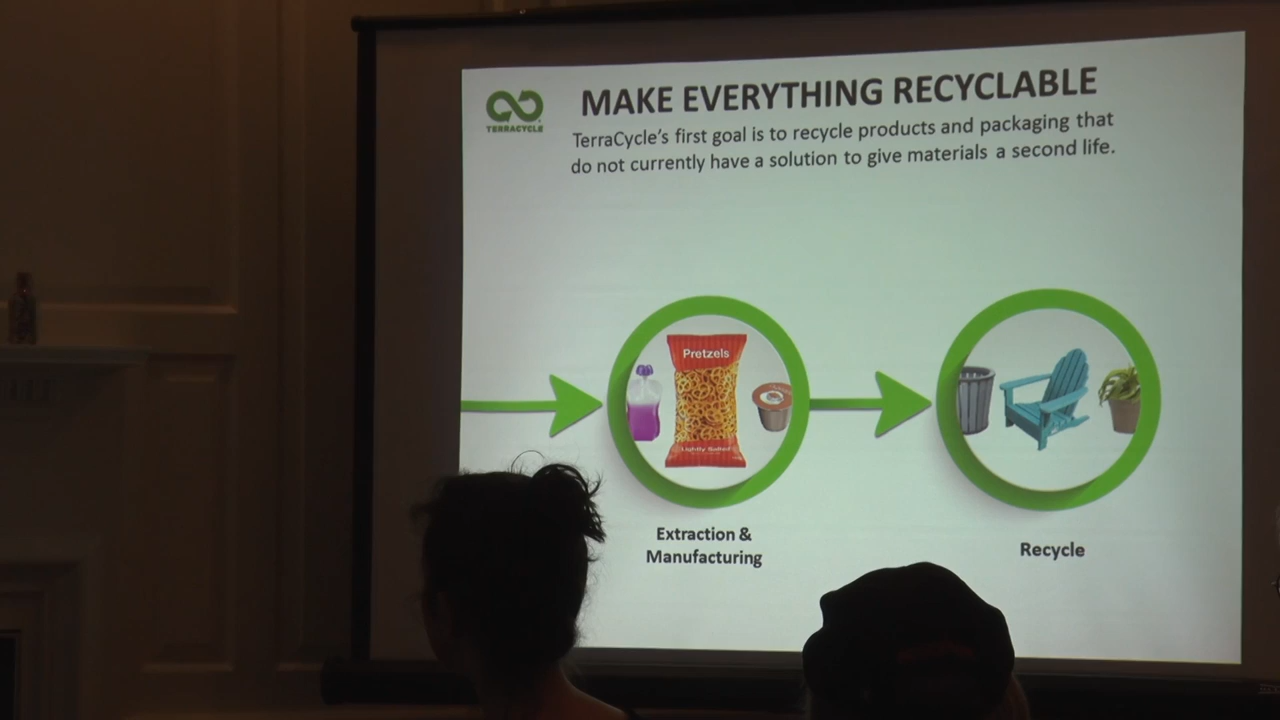 MAKE EVERYTHING RECYCLABLE
TERRACYCLE
TerraCycle's first goal is to recycle products and packaging that
do not currently have a solution to give materials a second life.
Pretzels
Lightly Salted
Extraction &
Manufacturing
Recycle